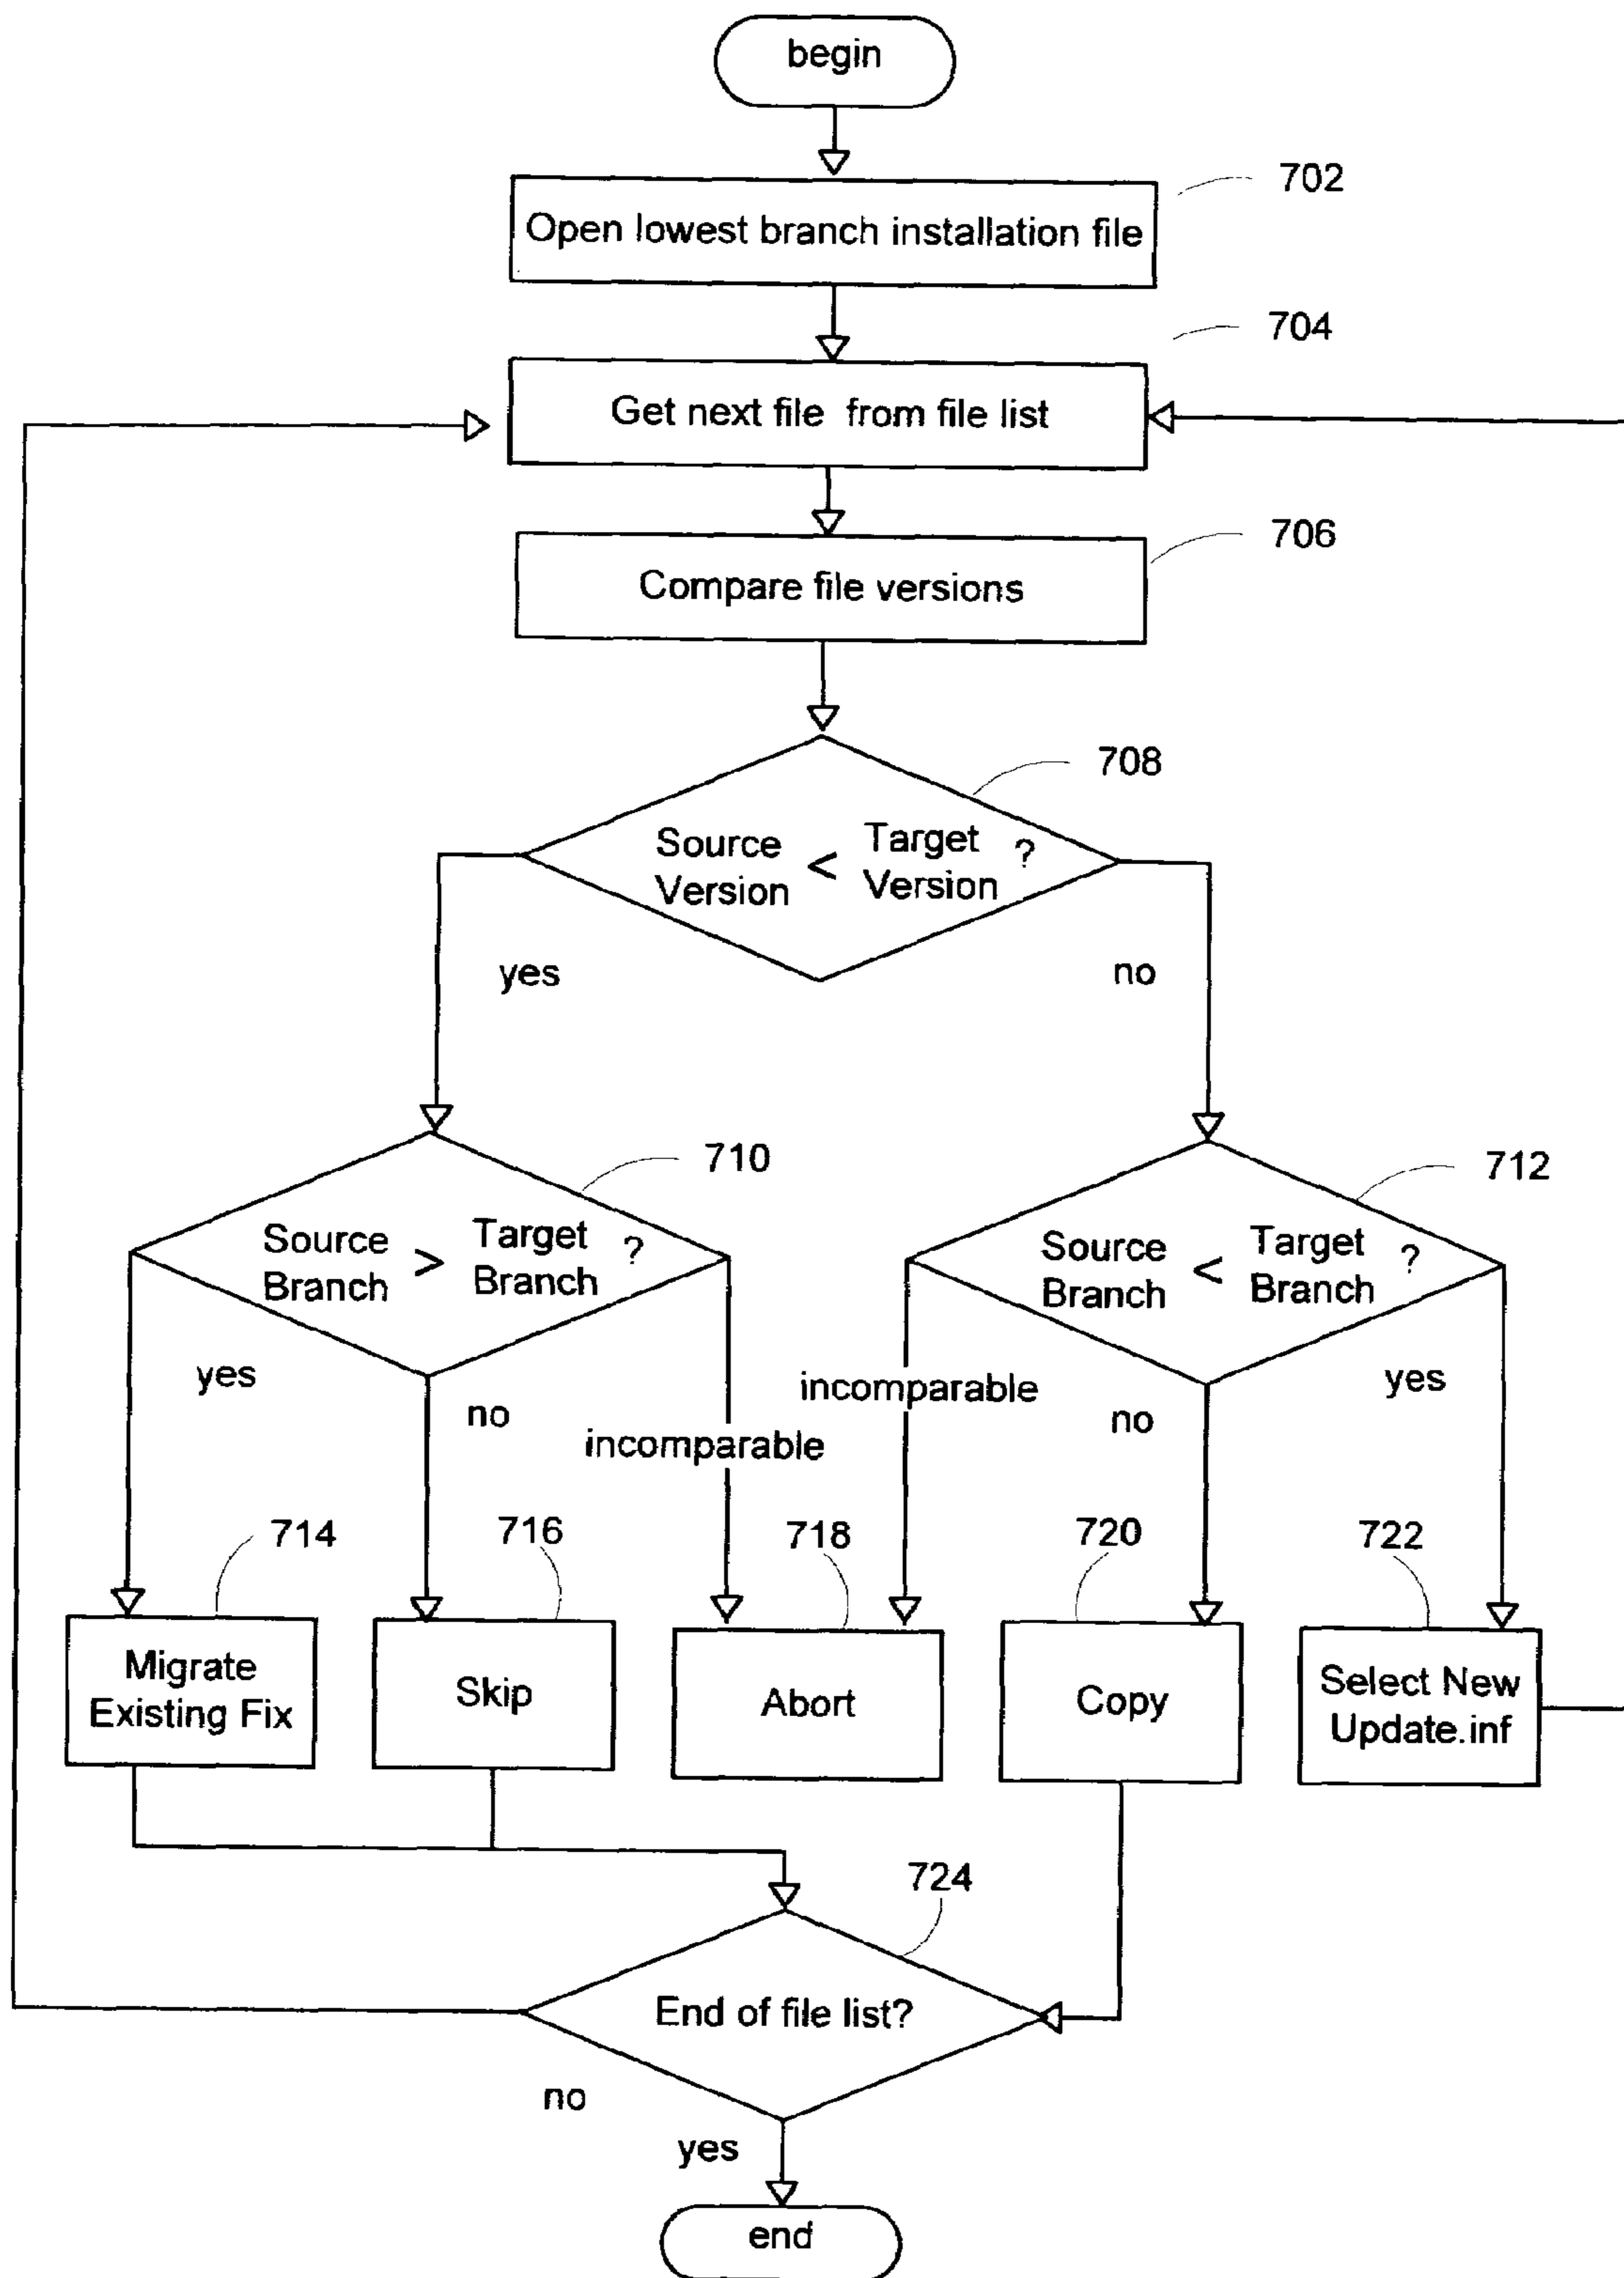 begin
702
Open lowest branch installation file
704
Get next file from file list
706
Compare file versions
708
Source Version < Target Version ?
yes
no
710
Source Branch > Target Branch ?
712
Source Branch < Target Branch ?
yes
no
incomparable
incomparable
no
yes
714
716
718
720
722
Migrate
Existing Fix
Skip
Abort
Copy
Select New
Update.inf
724
End of file list?
no
yes
end